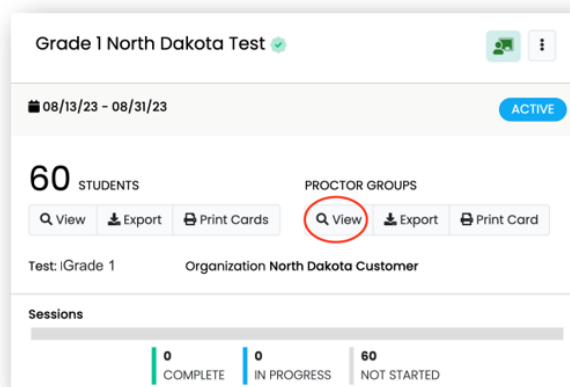 Grade 1 North Dakota Test
08/13/23 - 08/31/23 ACTIVE
60 STUDENTS PROCTOR GROUPS
View Export Print Cards View Export Print Card
Test: Grade 1 Organization North Dakota Customer
Sessions
0 0 60
COMPLETE IN PROGRESS NOT STARTED